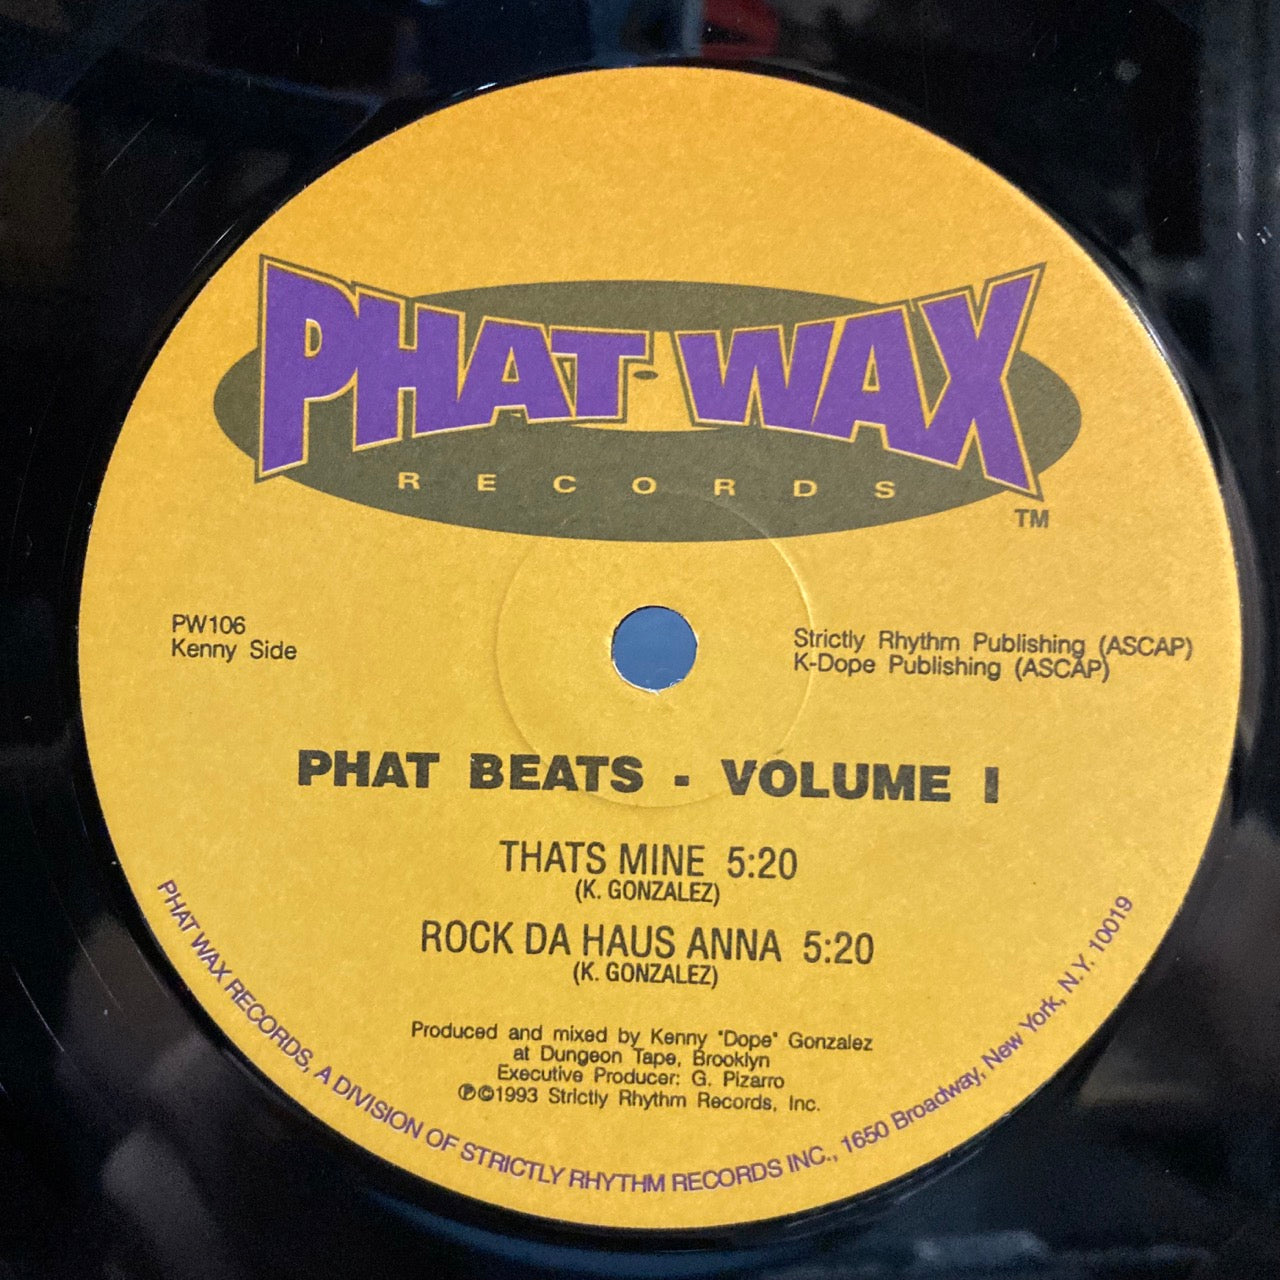 PHAT·WAX
RECORDS
TM
PW106
Kenny Side
Strictly Rhythm Publishing (ASCAP)
K-Dope Publishing (ASCAP)
PHAT BEATS - VOLUME I
THATS MINE 5:20
(K. GONZALEZ)
ROCK DA HAUS ANNA 5:20
(K. GONZALEZ)
Produced and mixed by Kenny "Dope" Gonzalez
at Dungeon Tape, Brooklyn
Executive Producer: G. Pizarro
℗©1993 Strictly Rhythm Records, Inc.
PHAT WAX RECORDS, A DIVISION OF STRICTLY RHYTHM RECORDS INC., 1650 Broadway, New York, N.Y. 10019